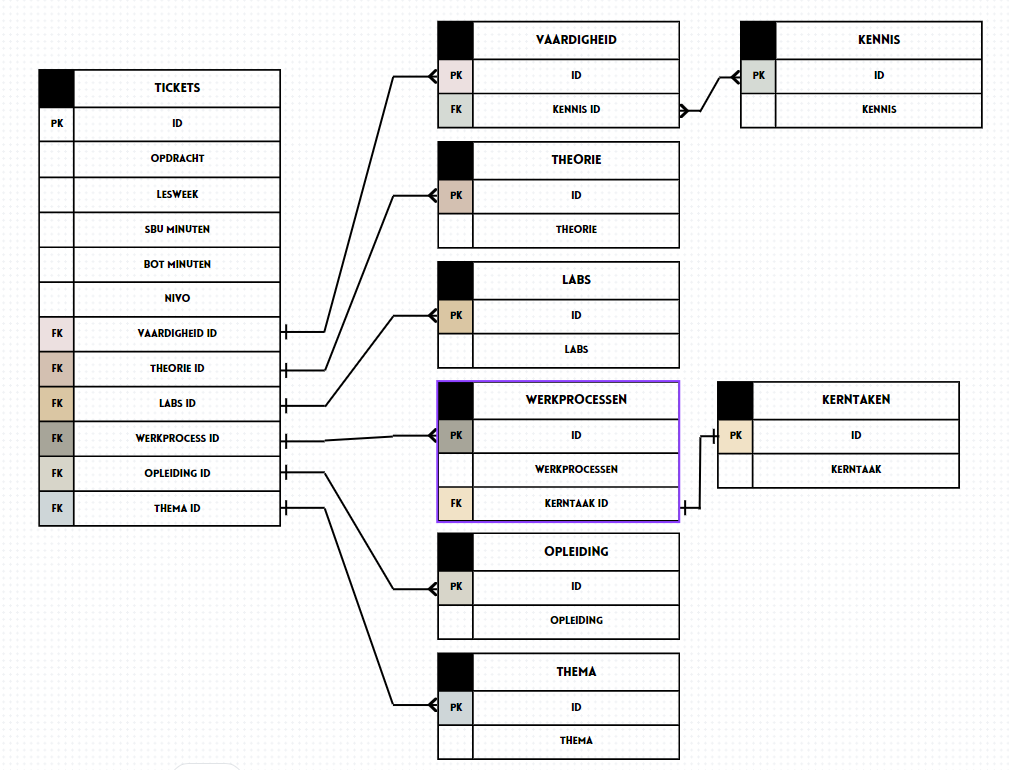 TICKETS
PK ID
OPDRACHT
LESWEEK
SBU MINUTEN
BOT MINUTEN
NIVO
FK VAARDIGHEID ID
FK THEORIE ID
FK LABS ID
FK WERKPROCESS ID
FK OPLEIDING ID
FK THEMA ID
VAARDIGHEID
PK ID
FK KENNIS ID
KENNIS
PK ID
KENNIS
THEORIE
PK ID
THEORIE
LABS
PK ID
LABS
WERKPROCESSEN
PK ID
WERKPROCESSEN
FK KERNTAAK ID
KERNTAKEN
PK ID
KERNTAAK
OPLEIDING
PK ID
OPLEIDING
THEMA
PK ID
THEMA